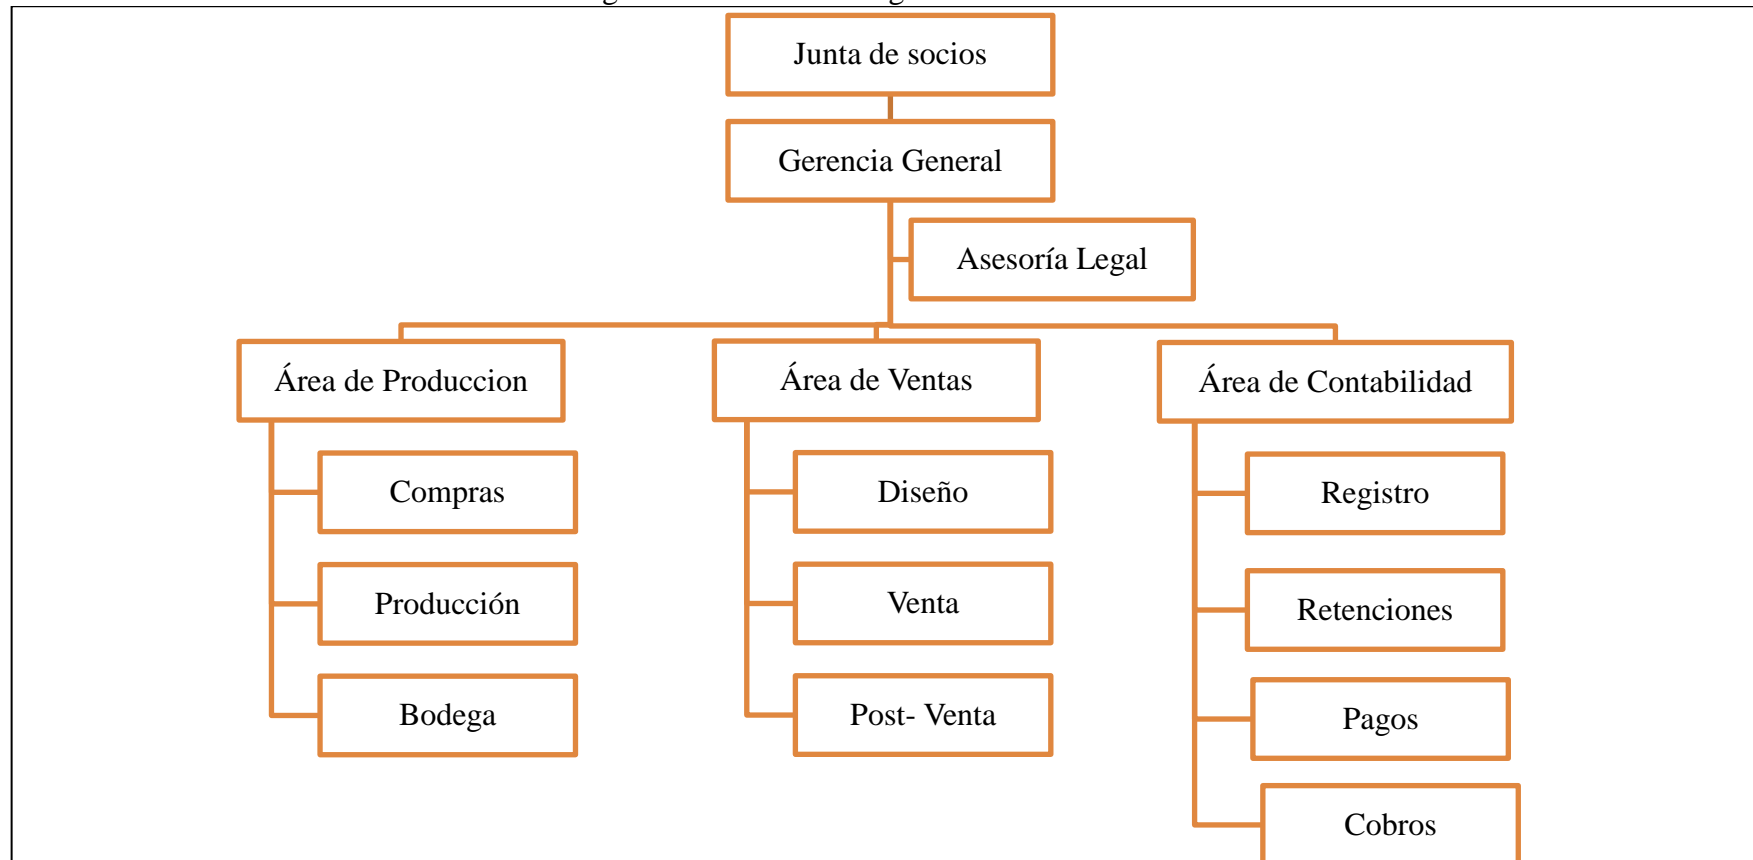 Junta de socios
Gerencia General
Asesoría Legal
Área de Produccion
Área de Ventas
Área de Contabilidad
Compras
Diseño
Registro
Producción
Venta
Retenciones
Bodega
Post- Venta
Pagos
Cobros